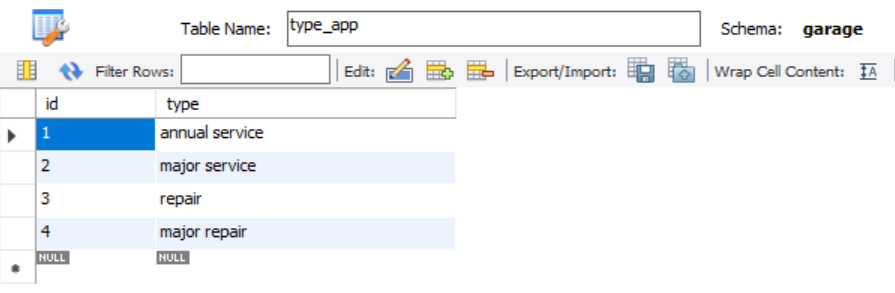 Table Name: type_app Schema: garage
Filter Rows: Edit: Export/Import: Wrap Cell Content: IA
id type
1 annual service
2 major service
3 repair
4 major repair
NULL NULL